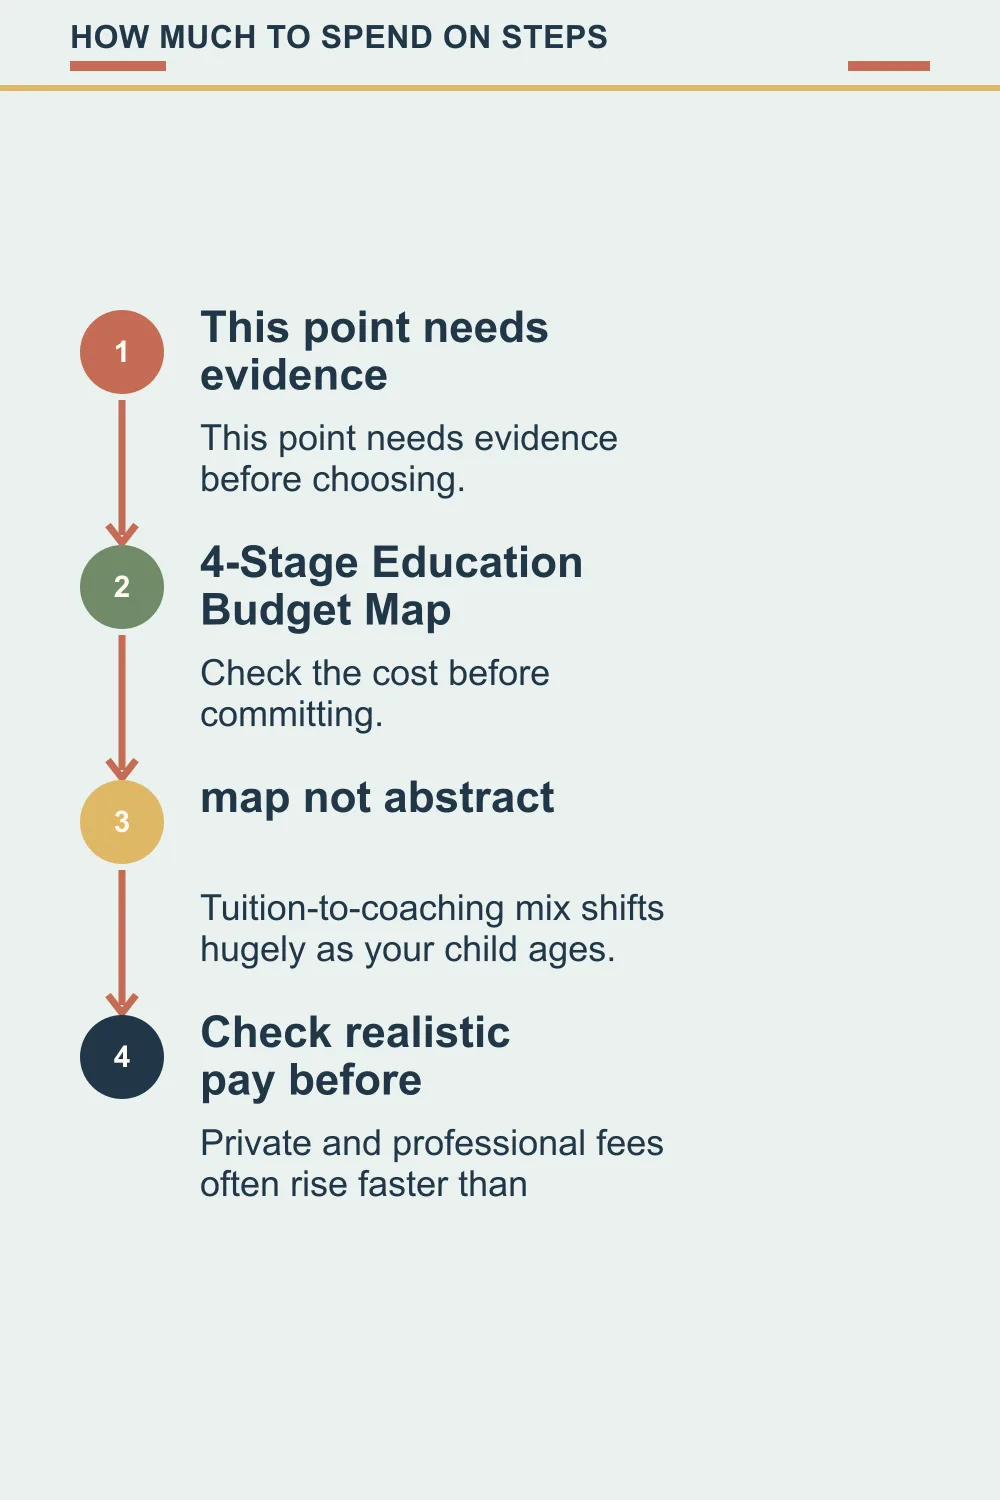 HOW MUCH TO SPEND ON STEPS
1
This point needs
evidence
This point needs evidence
before choosing.
2
4-Stage Education
Budget Map
Check the cost before
committing.
3
map not abstract
Tuition-to-coaching mix shifts
hugely as your child ages.
4
Check realistic
pay before
Private and professional fees
often rise faster than